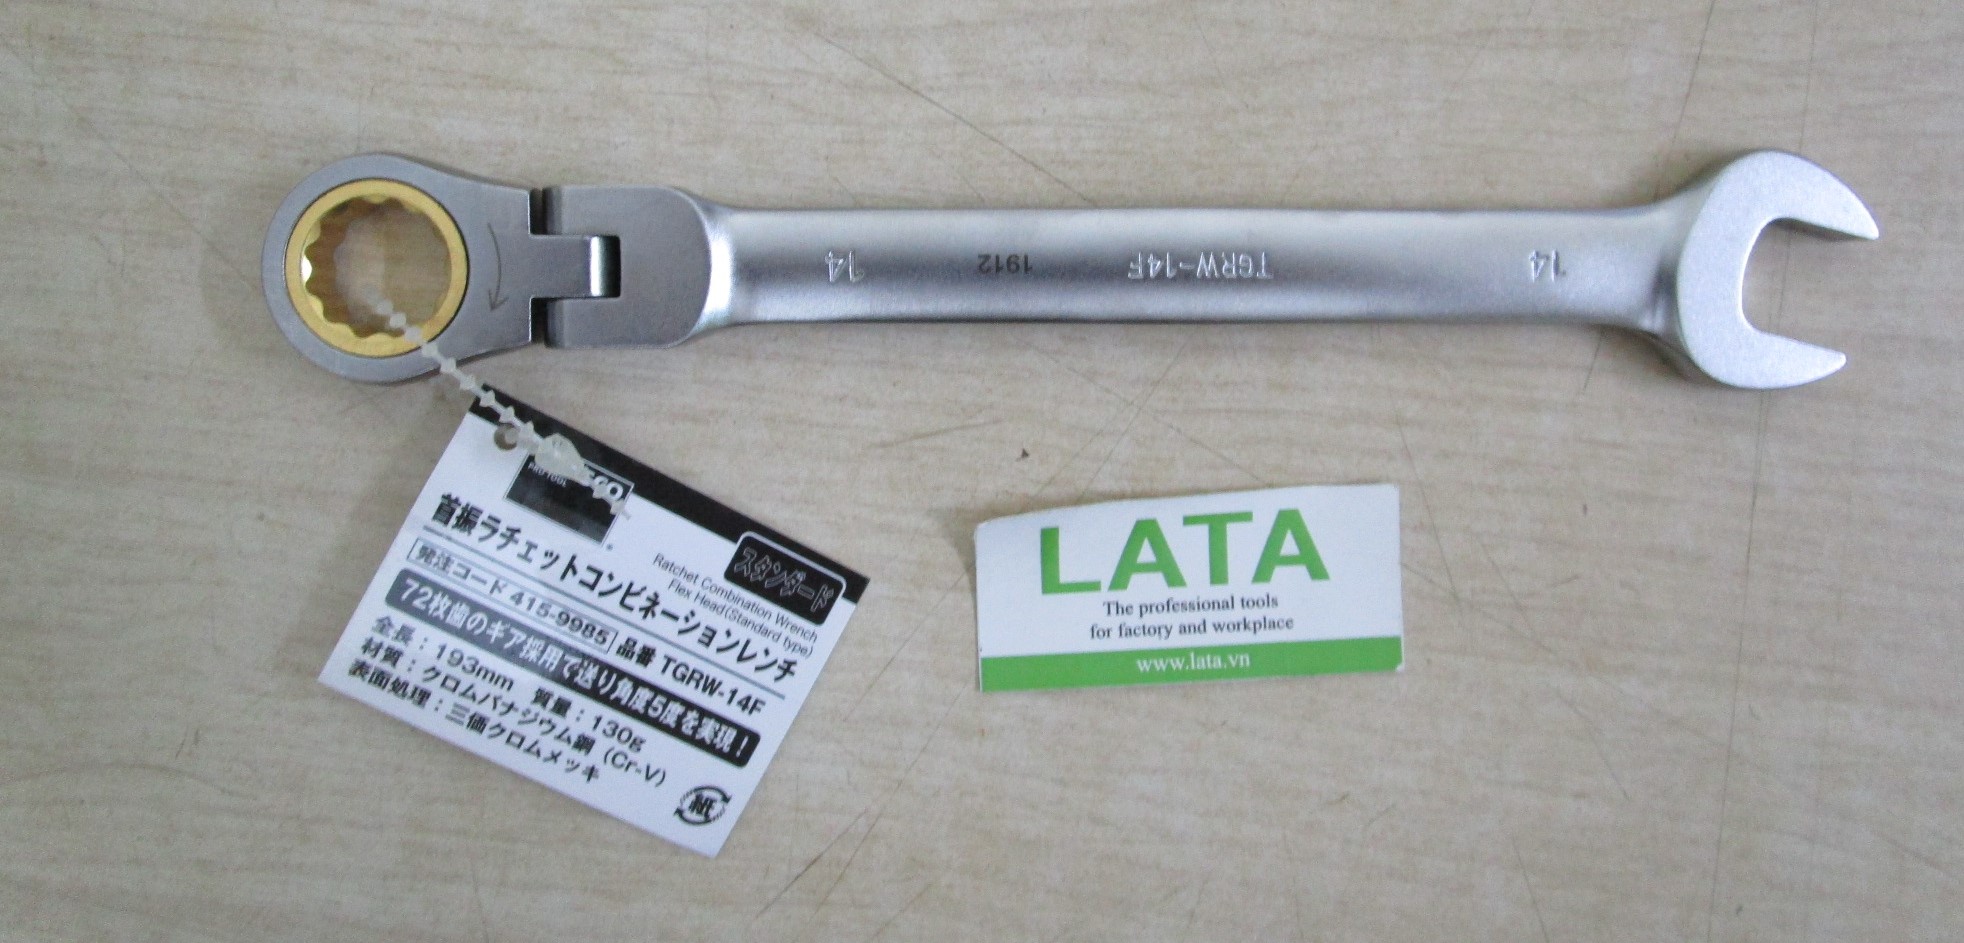 14
1912
TGRW-14F
14
PRO TOOL
首振ラチェットコンビネーションレンチ
スタンダード
Ratchet Combination Wrench
Flex Head(Standard type)
発注コード 415-9985 品番 TGRW-14F
72枚歯のギア採用で送り角度5度を実現!
全長:193mm 質量:130g
材質:クロムバナジウム鋼(Cr-V)
表面処理:三価クロムメッキ
紙
LATA
The professional tools
for factory and workplace
www.lata.vn